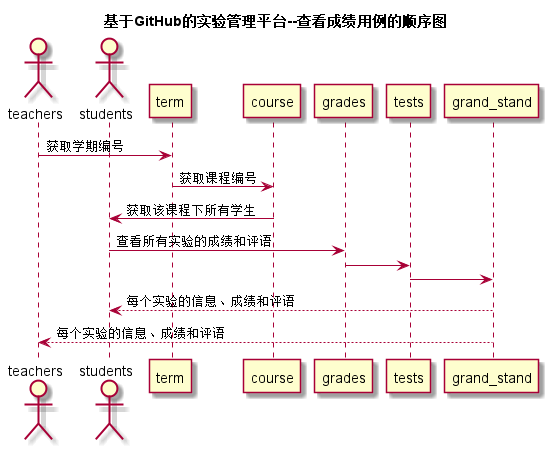 基于GitHub的实验管理平台--查看成绩用例的顺序图
teachers students term course grades tests grand_stand
获取学期编号
获取课程编号
获取该课程下所有学生
查看所有实验的成绩和评语
每个实验的信息、成绩和评语
每个实验的信息、成绩和评语
teachers students term course grades tests grand_stand